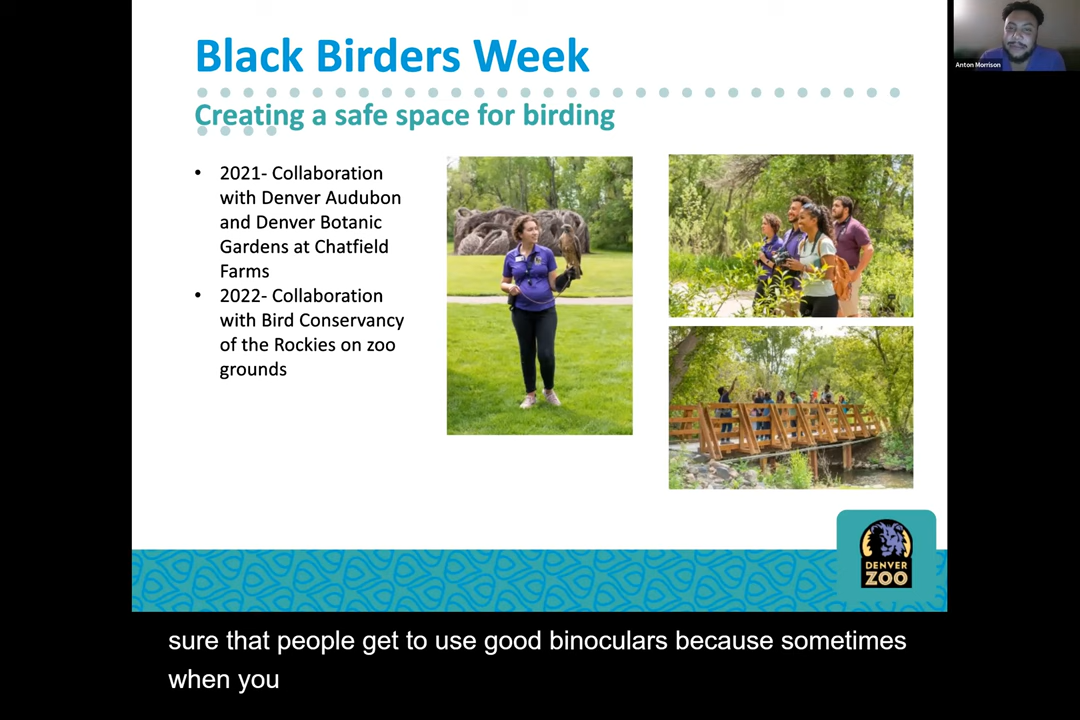 Black Birders Week
Anton Morrison
Creating a safe space for birding
• 2021- Collaboration
with Denver Audubon
and Denver Botanic
Gardens at Chatfield
Farms
• 2022- Collaboration
with Bird Conservancy
of the Rockies on zoo
grounds
DENVER
ZOO
sure that people get to use good binoculars because sometimes
when you